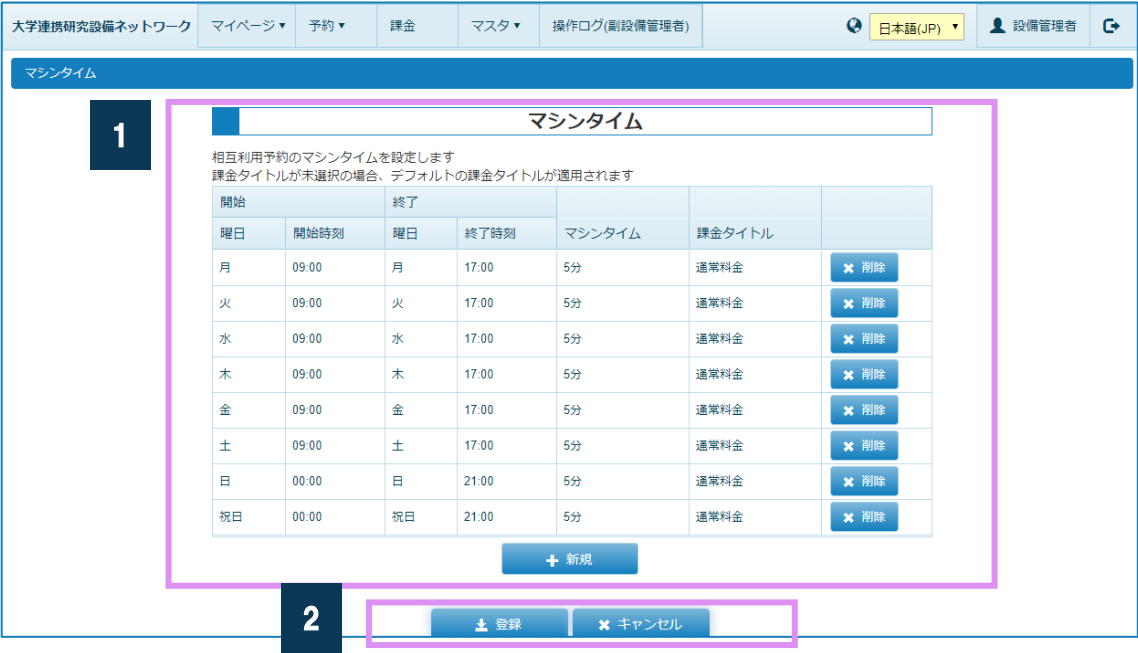 大学連携研究設備ネットワーク マイページ▼ 予約▼ 課金 マスタ▼ 操作ログ(副設備管理者) 日本語(JP) ▼ 設備管理者
マシンタイム
1
マシンタイム
相互利用予約のマシンタイムを設定します
課金タイトルが未選択の場合、デフォルトの課金タイトルが適用されます
開始 終了
曜日 開始時刻 曜日 終了時刻 マシンタイム 課金タイトル
月 09:00 月 17:00 5分 通常料金 削除
火 09:00 火 17:00 5分 通常料金 削除
水 09:00 水 17:00 5分 通常料金 削除
木 09:00 木 17:00 5分 通常料金 削除
金 09:00 金 17:00 5分 通常料金 削除
土 09:00 土 17:00 5分 通常料金 削除
日 00:00 日 21:00 5分 通常料金 削除
祝日 00:00 祝日 21:00 5分 通常料金 削除
新規
2
登録 キャンセル